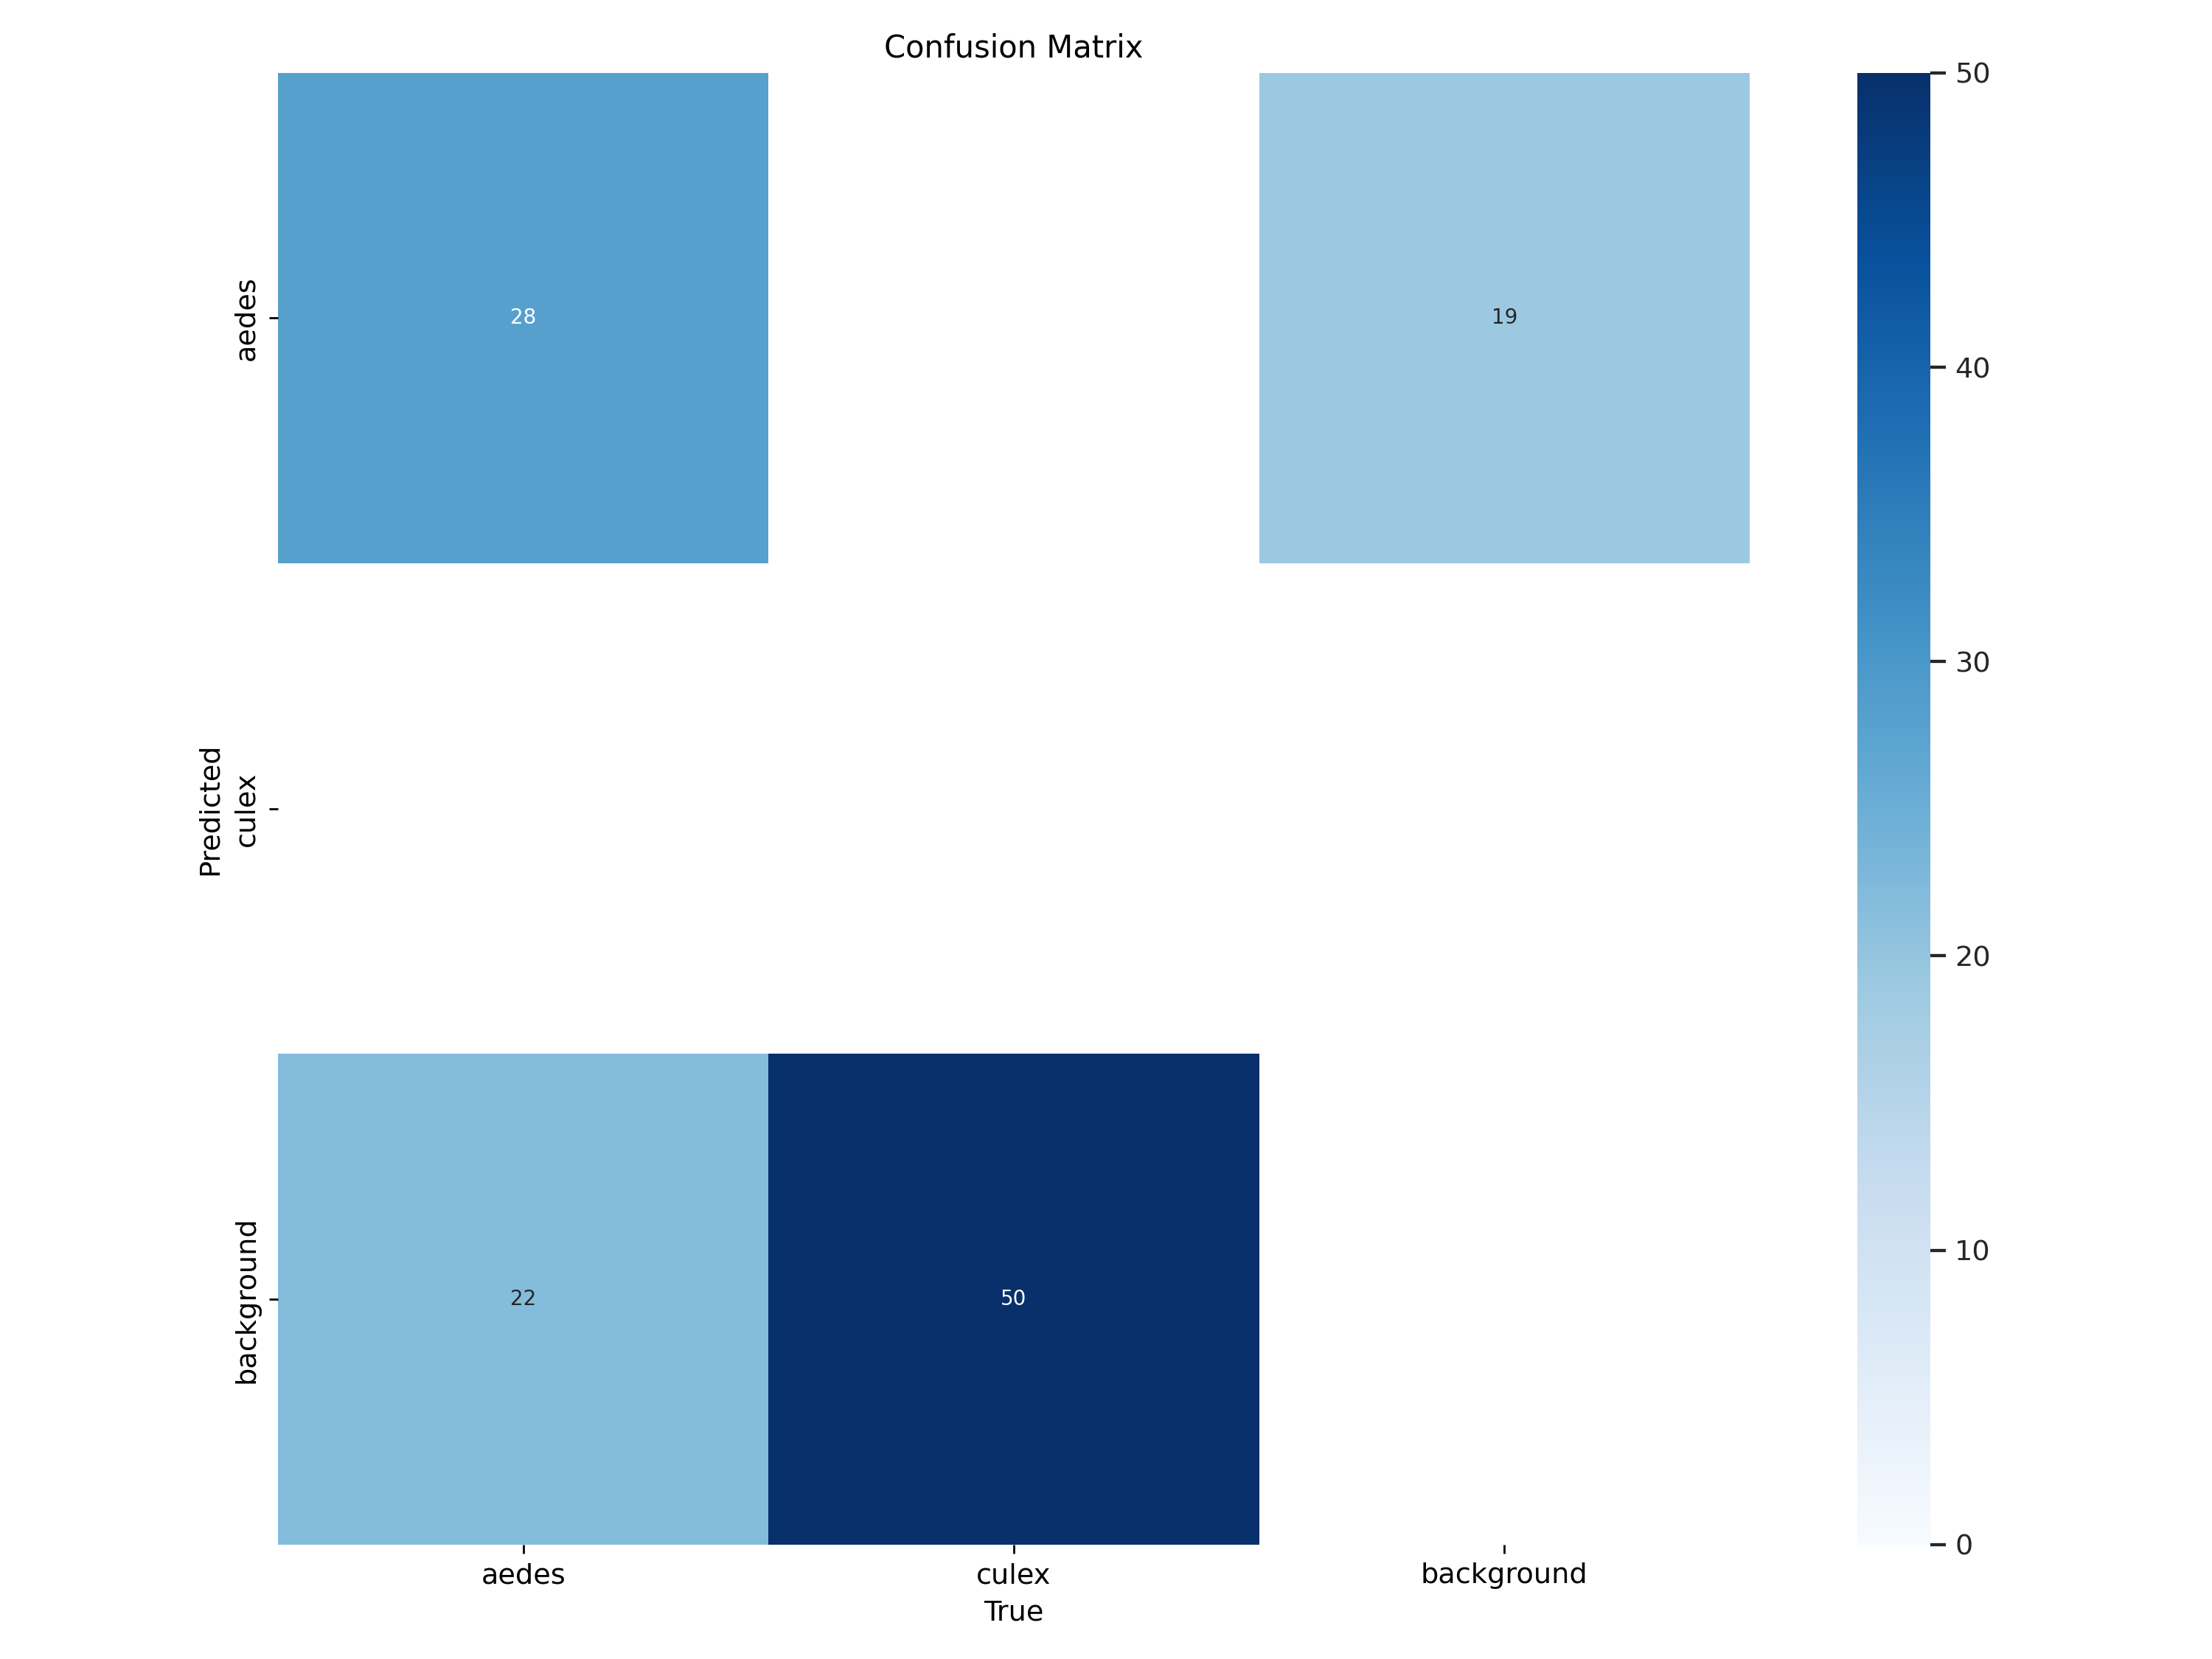 Confusion Matrix
50
40
30
20
10
0
aedes
culex
background
Predicted
28
19
22
50
aedes
culex
background
True